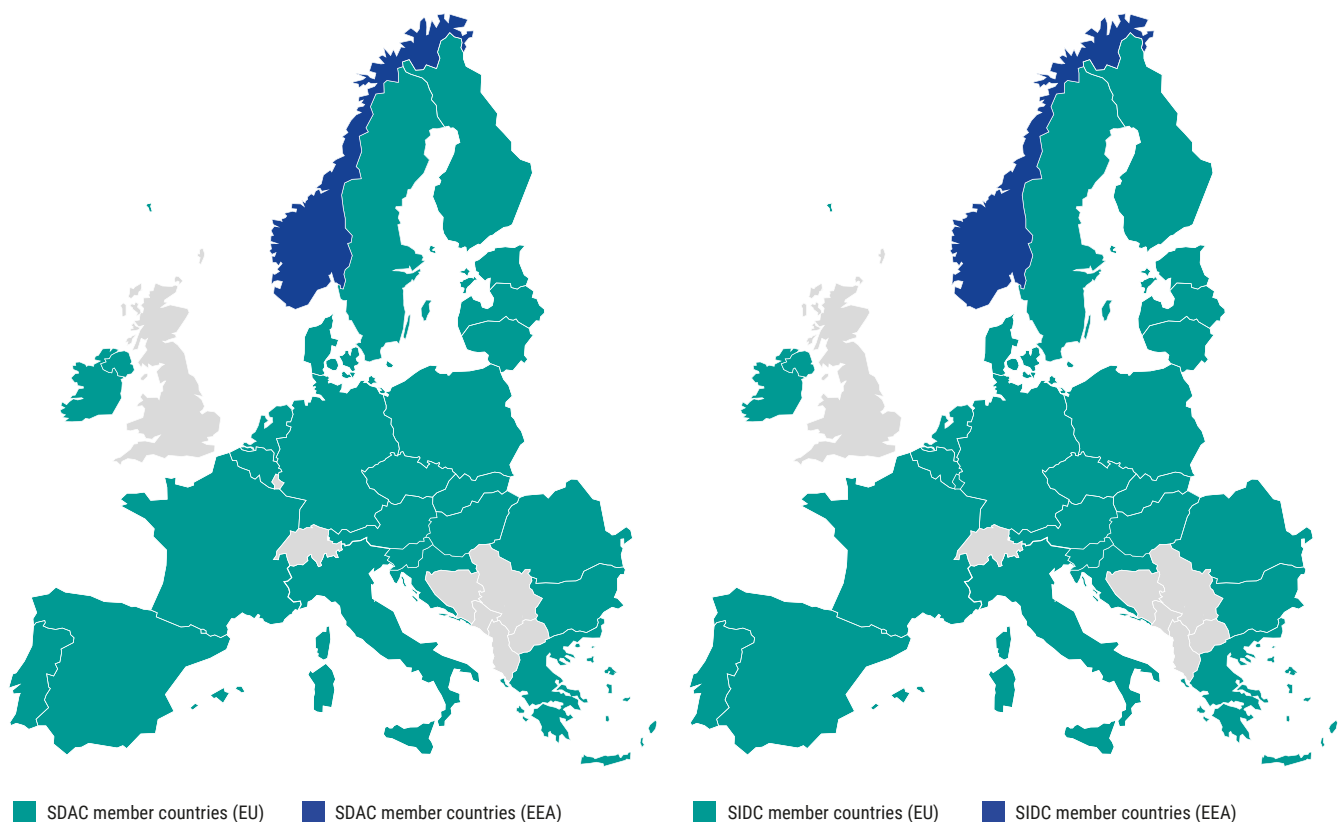 SDAC member countries (EU)
SDAC member countries (EEA)
SIDC member countries (EU)
SIDC member countries (EEA)